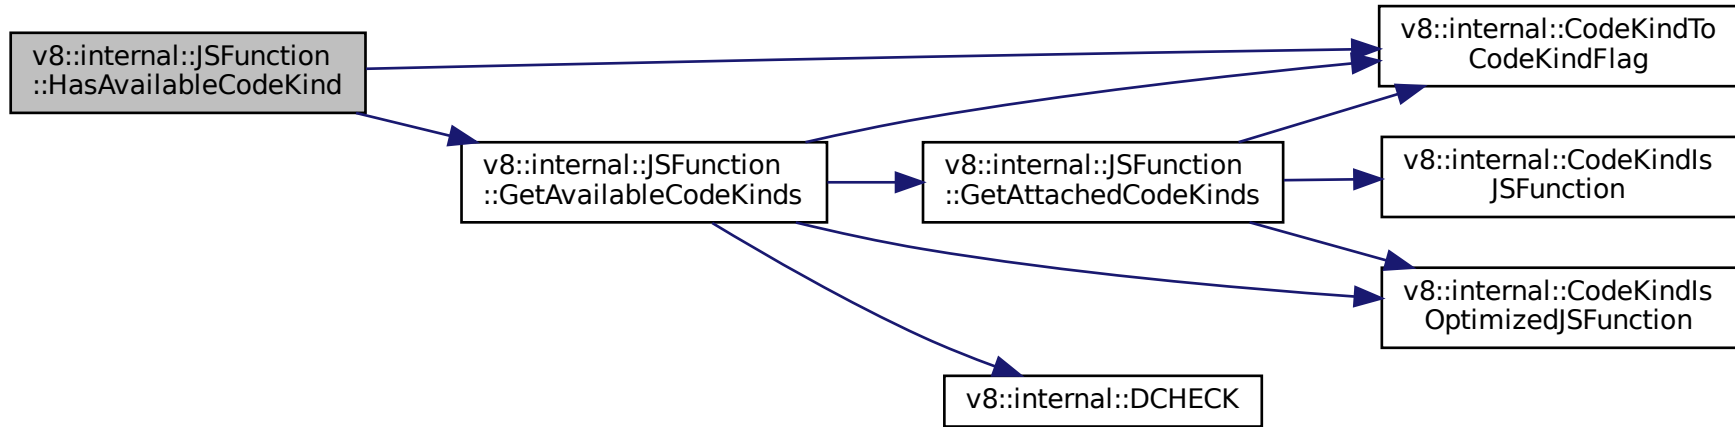 v8::internal::JSFunction
::HasAvailableCodeKind
v8::internal::JSFunction
::GetAvailableCodeKinds
v8::internal::JSFunction
::GetAttachedCodeKinds
v8::internal::CodeKindTo
CodeKindFlag
v8::internal::CodeKindIs
JSFunction
v8::internal::CodeKindIs
OptimizedJSFunction
v8::internal::DCHECK